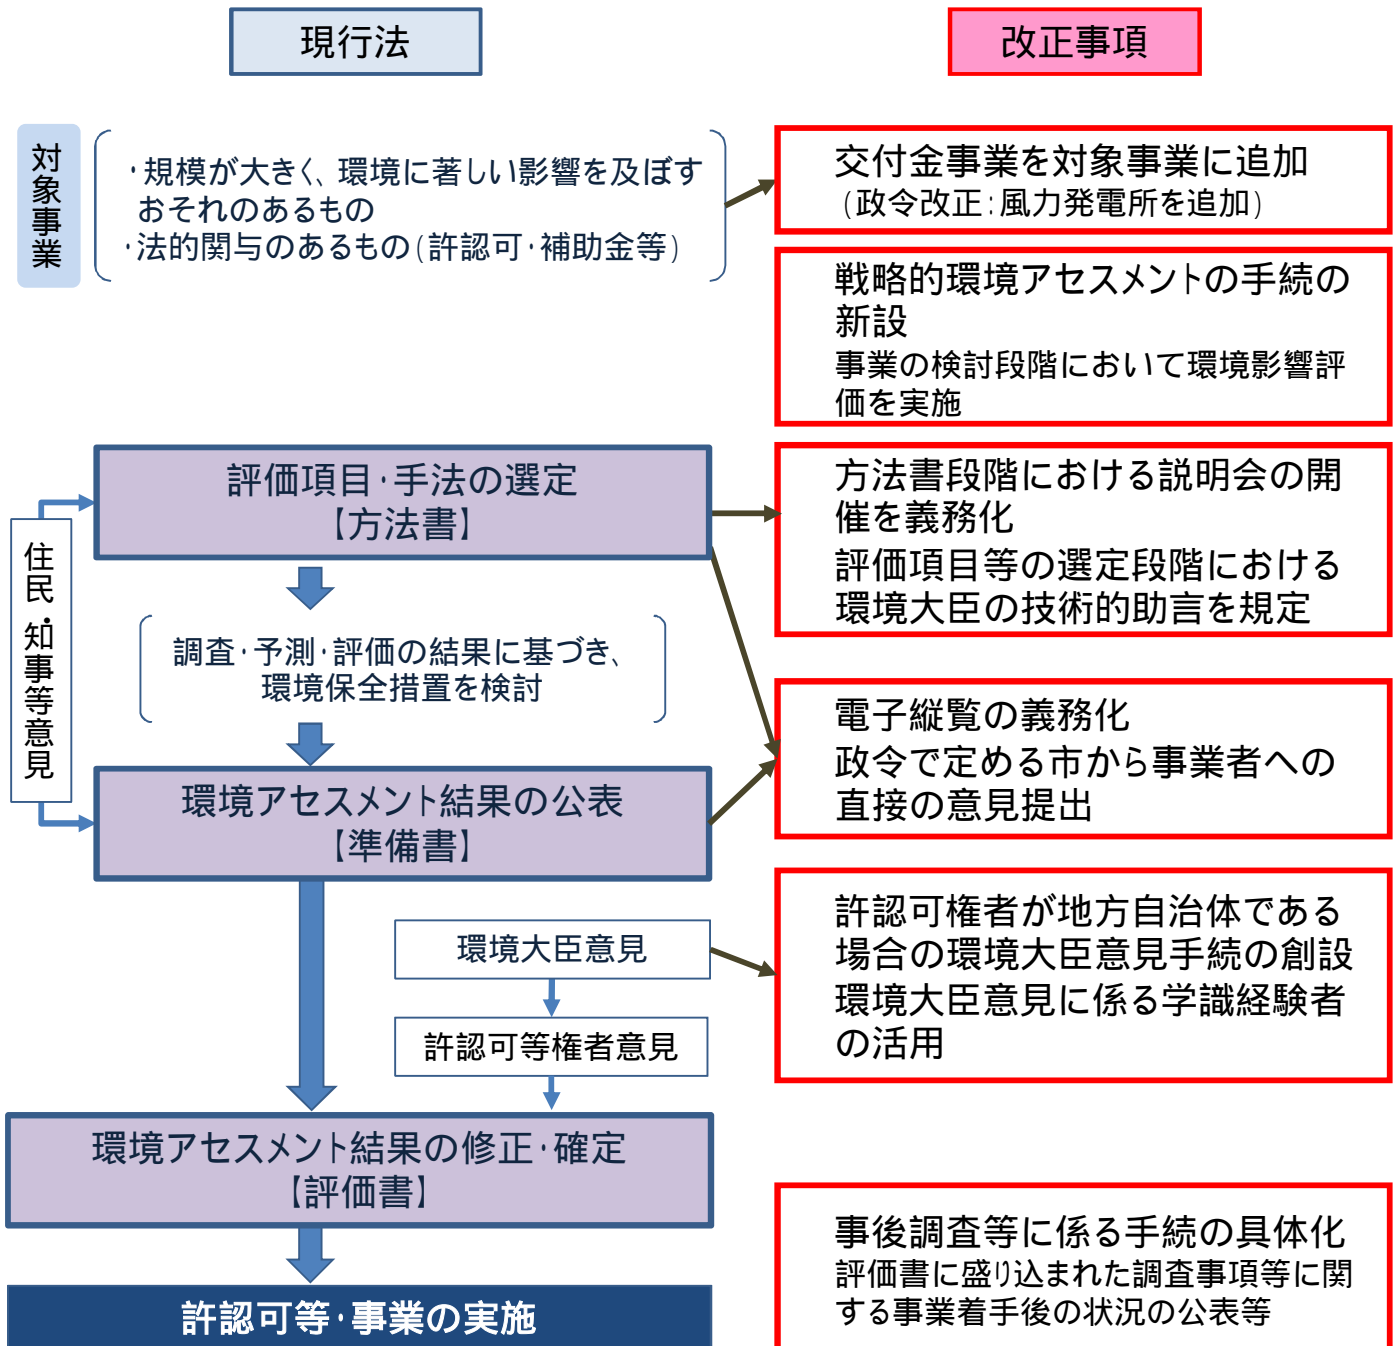 現行法
改正事項
対象事業
・規模が大きく、環境に著しい影響を及ぼす
おそれのあるもの
・法的関与のあるもの(許認可・補助金等)
交付金事業を対象事業に追加
(政令改正:風力発電所を追加)
戦略的環境アセスメントの手続の
新設
事業の検討段階において環境影響評
価を実施
評価項目・手法の選定
【方法書】
方法書段階における説明会の開
催を義務化
評価項目等の選定段階における
環境大臣の技術的助言を規定
住民・知事等意見
調査・予測・評価の結果に基づき、
環境保全措置を検討
電子縦覧の義務化
政令で定める市から事業者への
直接の意見提出
環境アセスメント結果の公表
【準備書】
環境大臣意見
許認可等権者意見
許認可権者が地方自治体である
場合の環境大臣意見手続の創設
環境大臣意見に係る学識経験者
の活用
環境アセスメント結果の修正・確定
【評価書】
事後調査等に係る手続の具体化
評価書に盛り込まれた調査事項等に関
する事業着手後の状況の公表等
許認可等・事業の実施